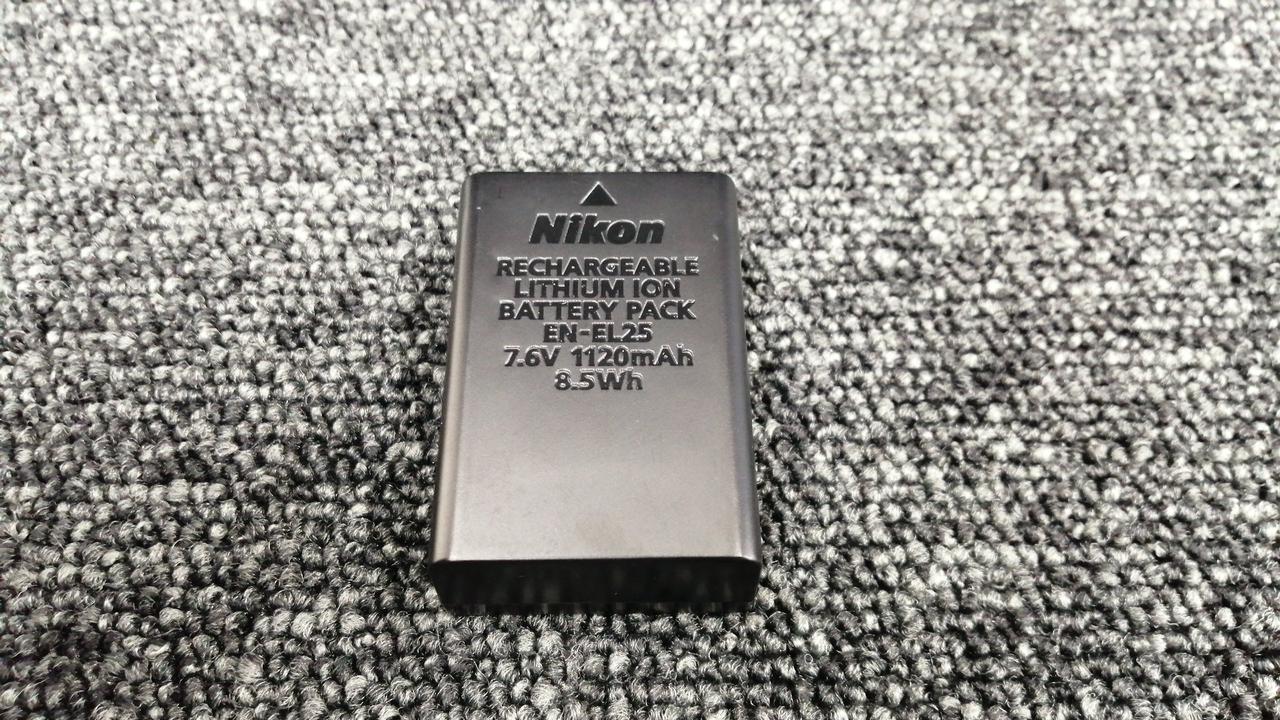 Nikon
RECHARGEABLE
LITHIUM ION
BATTERY PACK
EN-EL25
7.6V 1120mAh
8.5Wh